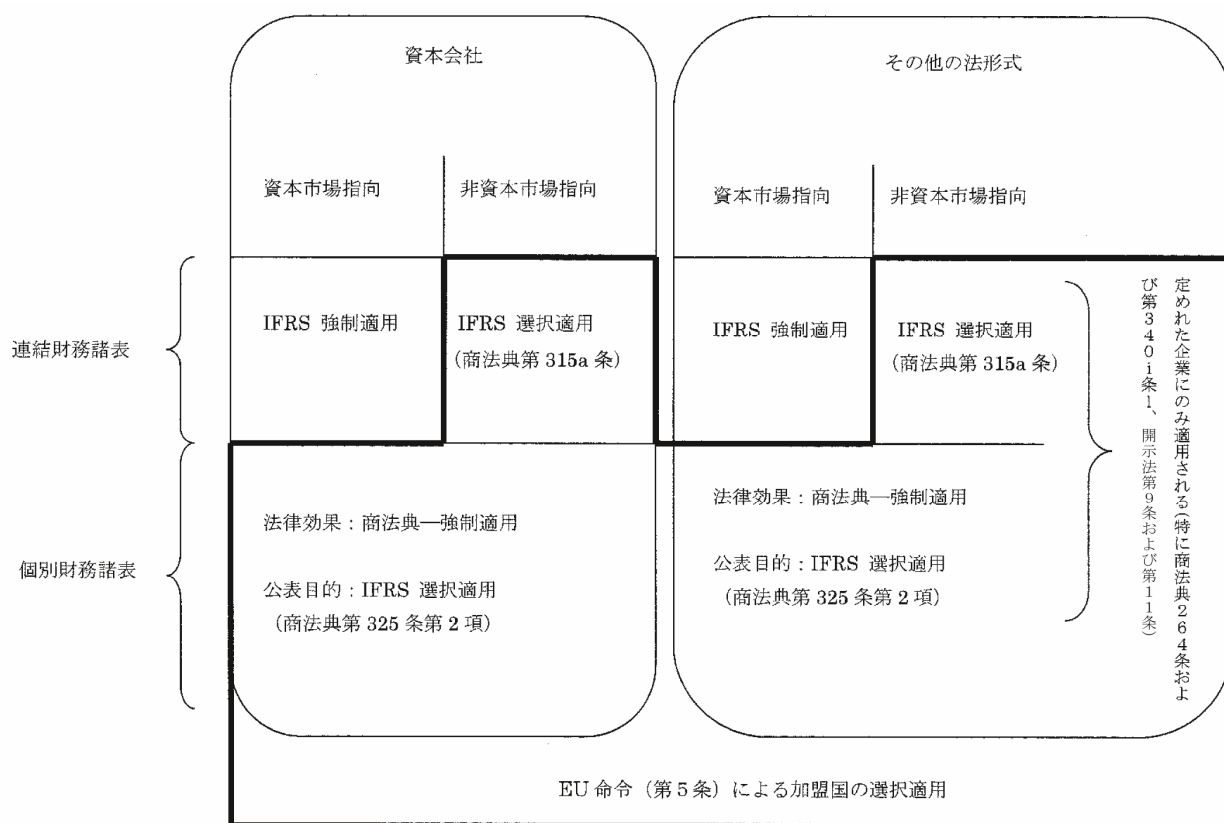 資本会社
その他の法形式
資本市場指向
非資本市場指向
資本市場指向
非資本市場指向
連結財務諸表
IFRS 強制適用
IFRS 選択適用
(商法典第 315a 条)
IFRS 強制適用
IFRS 選択適用
(商法典第 315a 条)
定めれた企業にのみ適用される(特に商法典264条およ
び第340i条1、開示法第9条および第11条)
個別財務諸表
法律効果:商法典―強制適用
公表目的:IFRS 選択適用
(商法典第 325 条第 2 項)
法律効果:商法典―強制適用
公表目的:IFRS 選択適用
(商法典第 325 条第 2 項)
EU 命令(第5条)による加盟国の選択適用